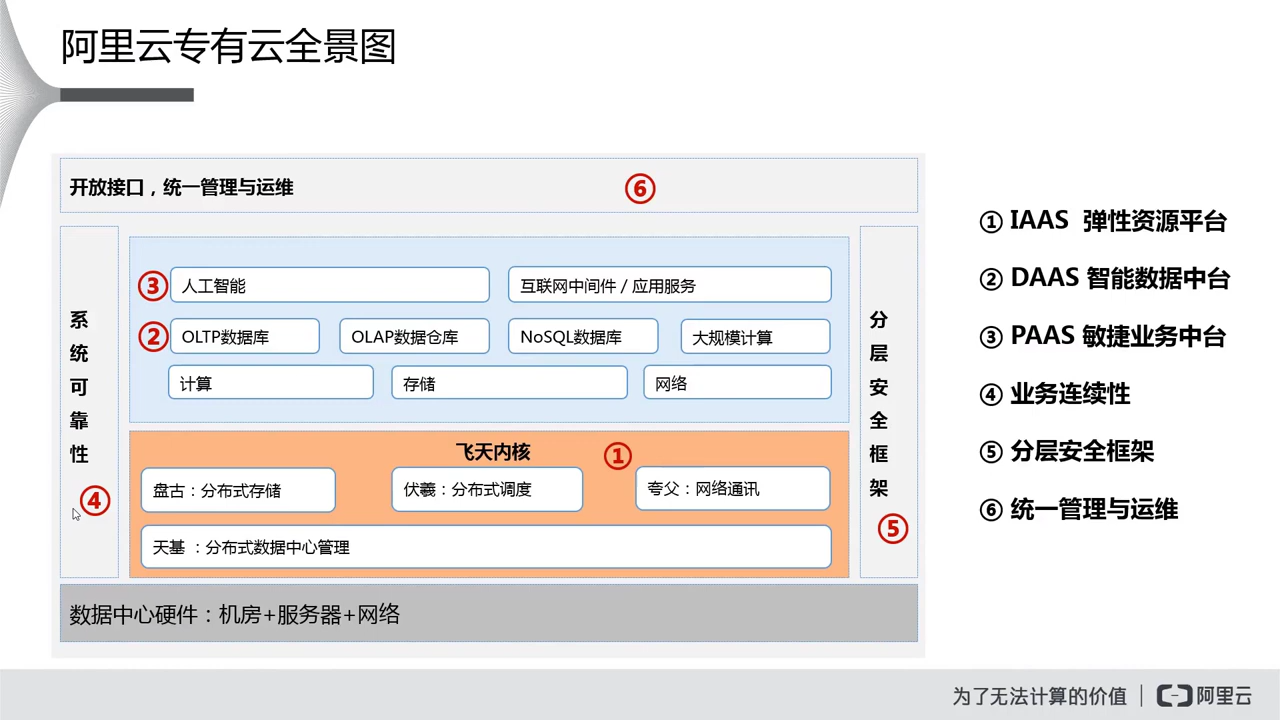 阿里云专有云全景图
开放接口，统一管理与运维 ⑥
系统可靠性
④
③ 人工智能 互联网中间件 / 应用服务
② OLTP数据库 OLAP数据仓库 NoSQL数据库 大规模计算
计算 存储 网络
飞天内核 ①
盘古：分布式存储 伏羲：分布式调度 夸父：网络通讯
天基 ：分布式数据中心管理
分层安全框架
⑤
数据中心硬件：机房+服务器+网络
① IAAS 弹性资源平台
② DAAS 智能数据中台
③ PAAS 敏捷业务中台
④ 业务连续性
⑤ 分层安全框架
⑥ 统一管理与运维
为了无法计算的价值 | 阿里云